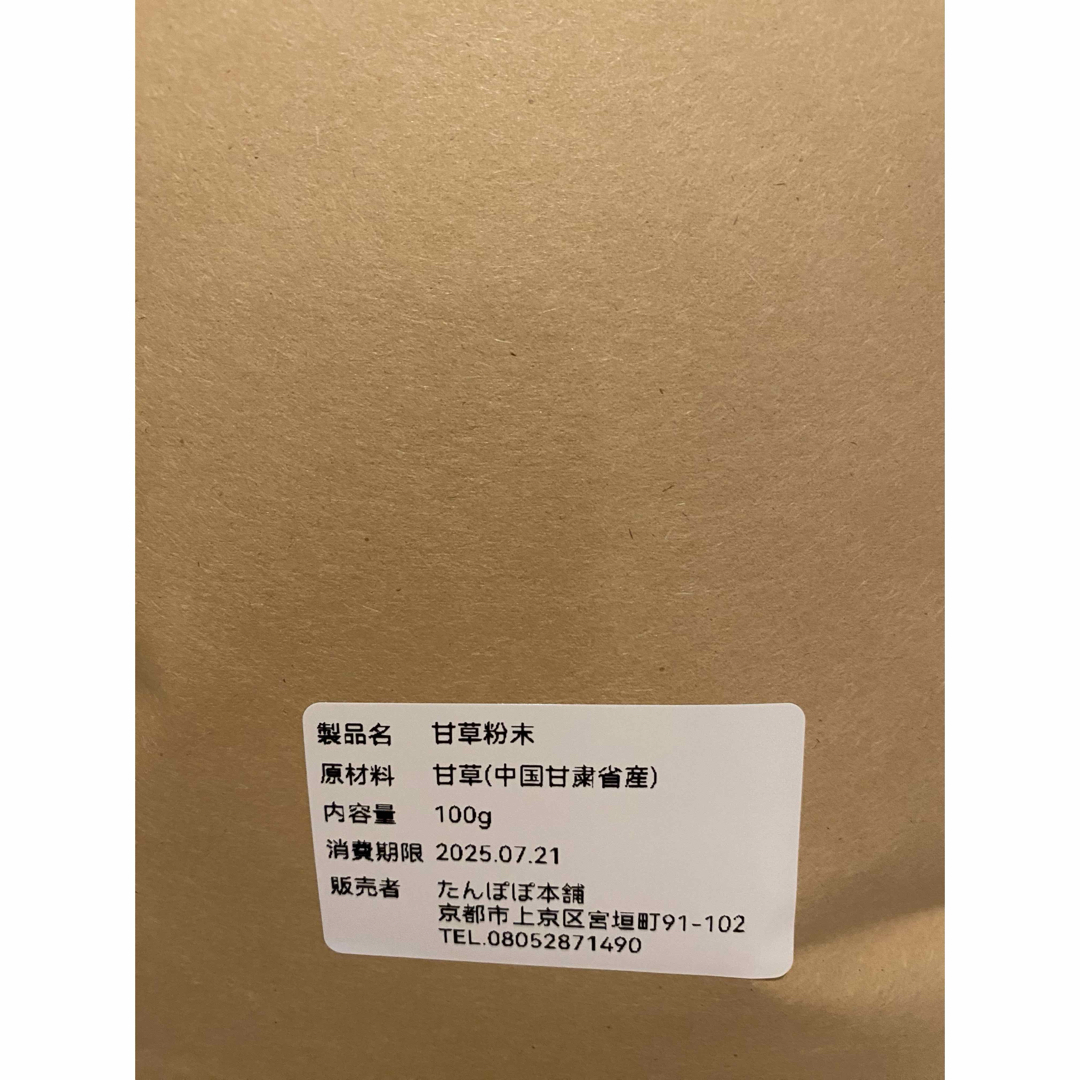 製品名 甘草粉末
原材料 甘草(中国甘粛省産)
内容量 100g
消費期限 2025.07.21
販売者 たんぽぽ本舗
京都市上京区宮垣町91-102
TEL.08052871490